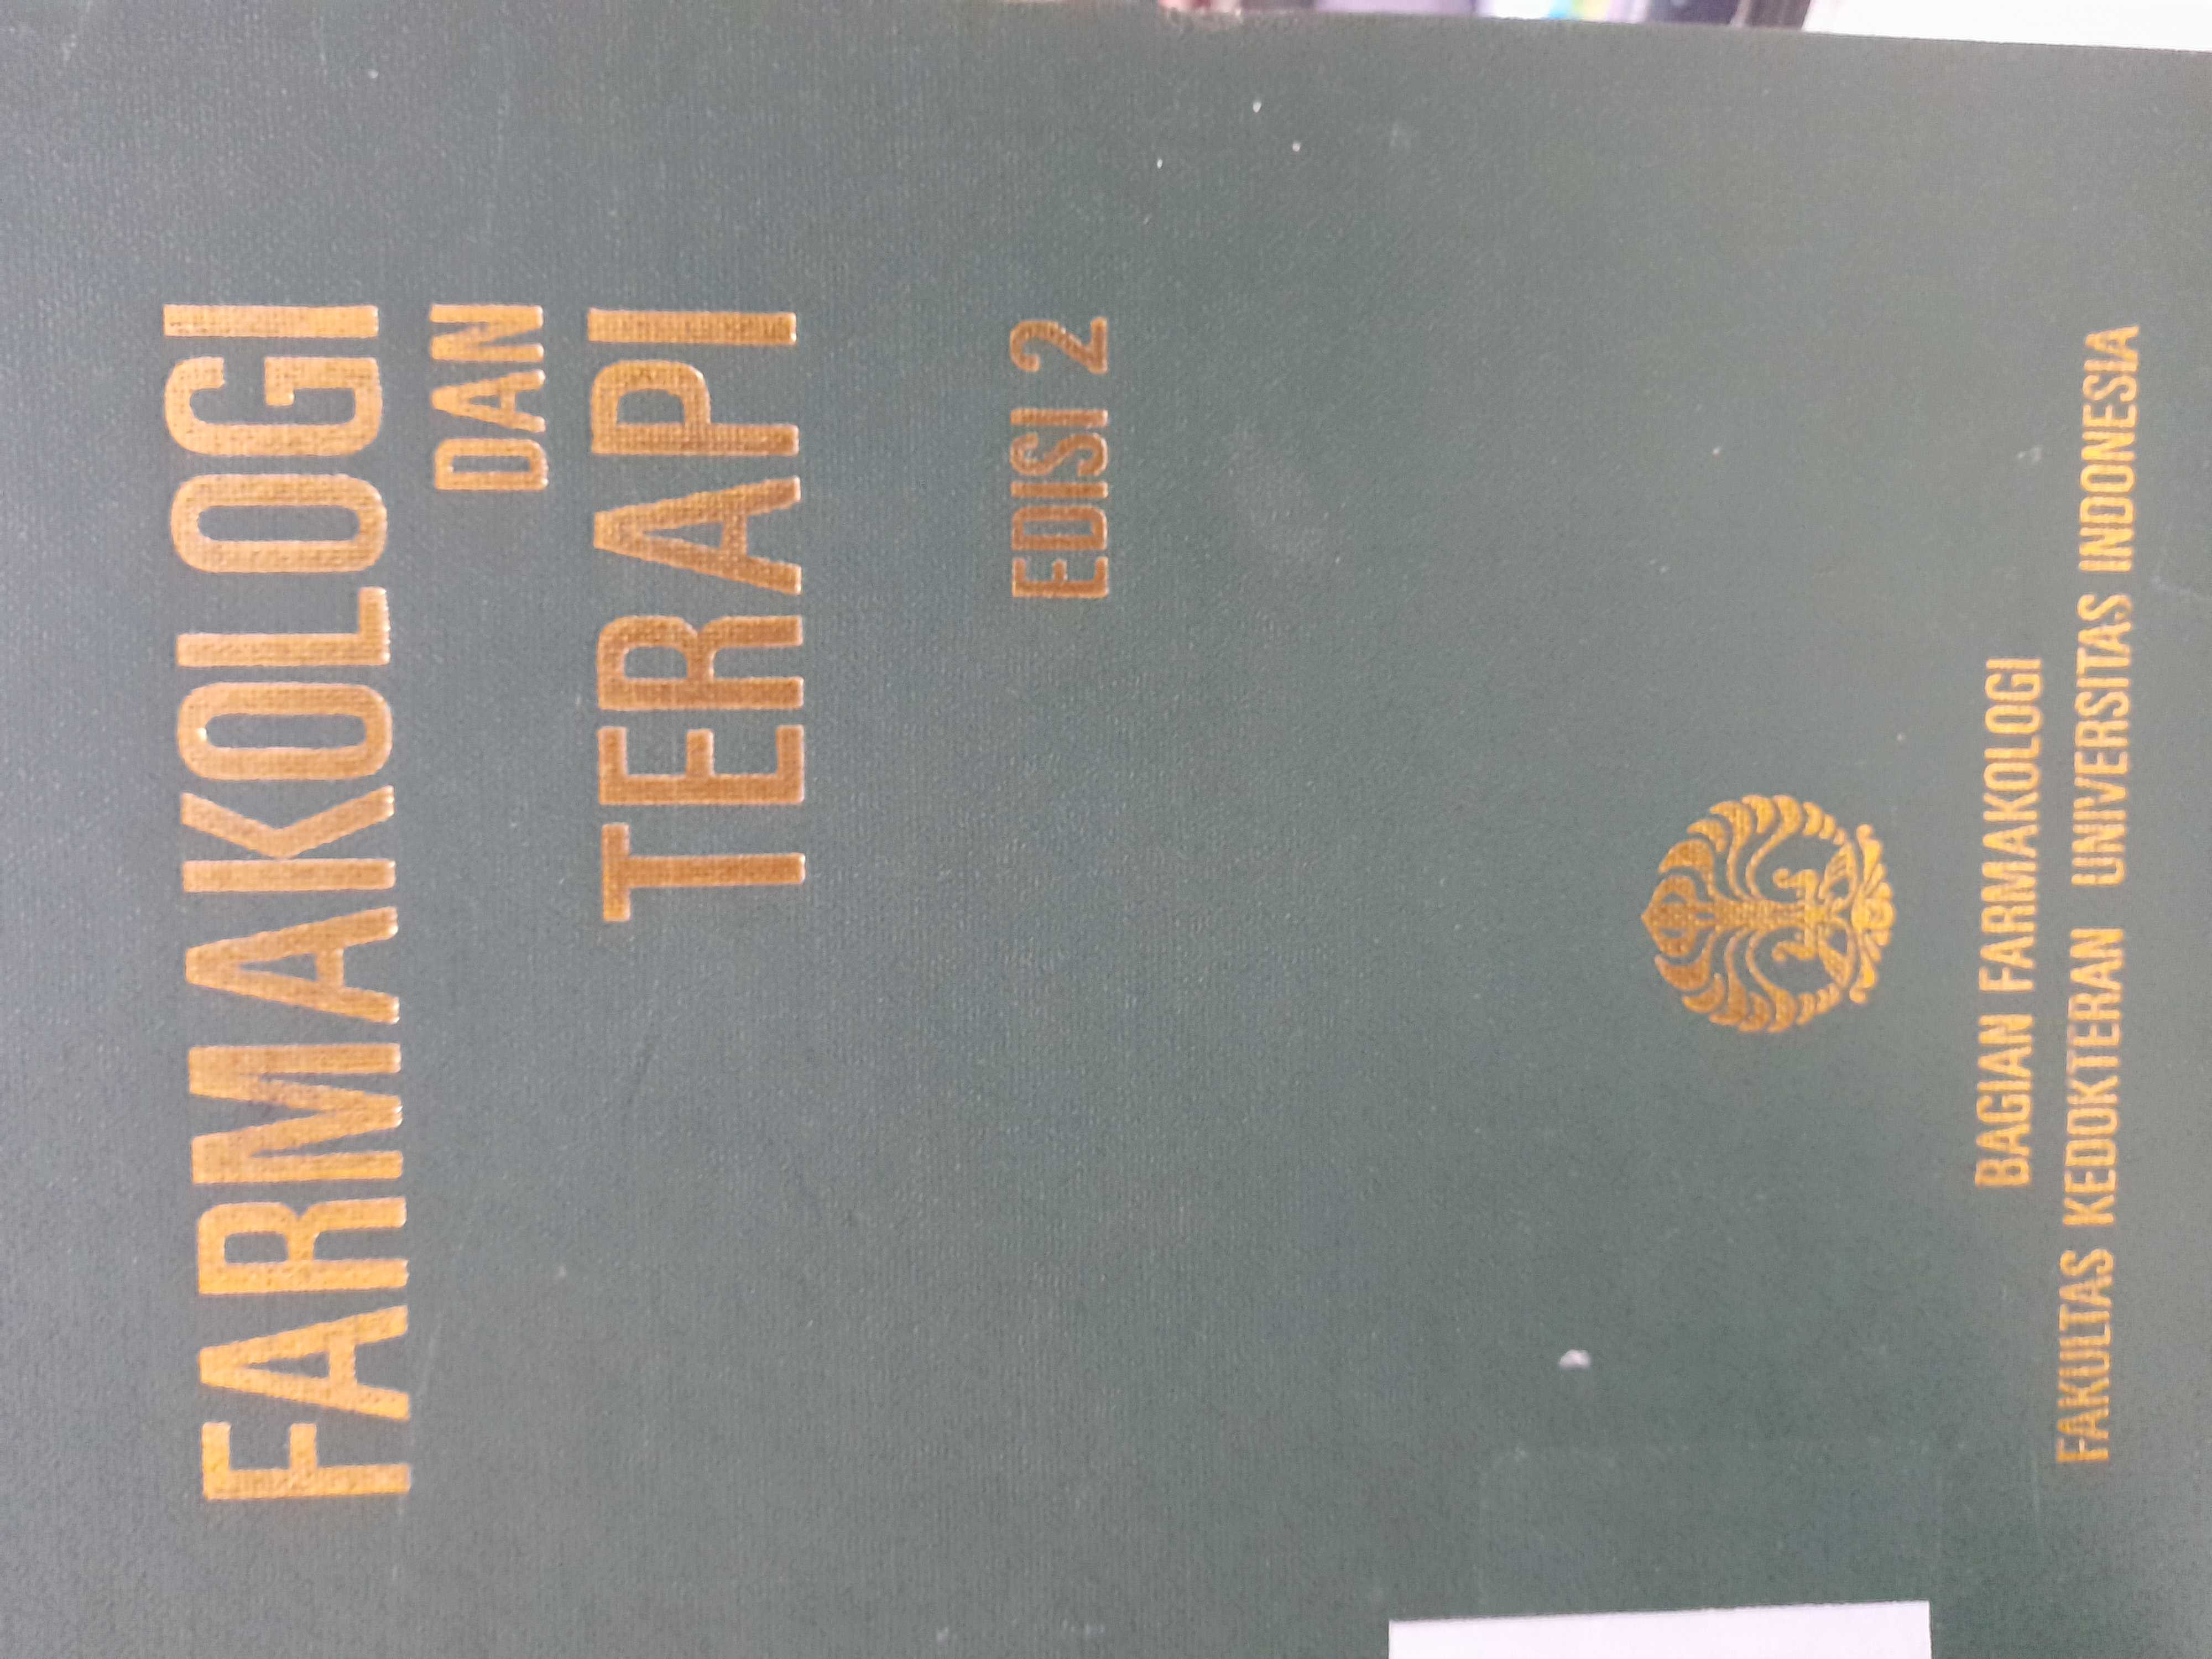 FARMAKOLOGI
DAN
TERAPI
EDISI 2
BAGIAN FARMAKOLOGI
FAKULTAS KEDOKTERAN UNIVERSITAS INDONESIA